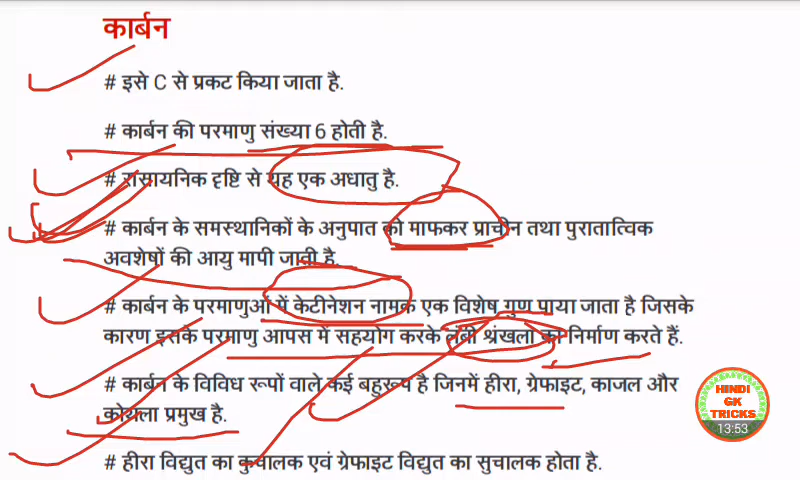 कार्बन
# इसे C से प्रकट किया जाता है.
# कार्बन की परमाणु संख्या 6 होती है.
# रासायनिक दृष्टि से यह एक अधातु है.
# कार्बन के समस्थानिकों के अनुपात को माफकर प्राचीन तथा पुरातात्विक
अवशेषों की आयु मापी जाती है.
# कार्बन के परमाणुओं में केटीनेशन नामक एक विशेष गुण पाया जाता है जिसके
कारण इसके परमाणु आपस में सहयोग करके लंबी श्रंखला का निर्माण करते हैं.
# कार्बन के विविध रूपों वाले कई बहुरूप है जिनमें हीरा, ग्रेफाइट, काजल और
कोयला प्रमुख है.
HINDI
GK
TRICKS
13:53
# हीरा विद्युत का कुचालक एवं ग्रेफाइट विद्युत का सुचालक होता है.